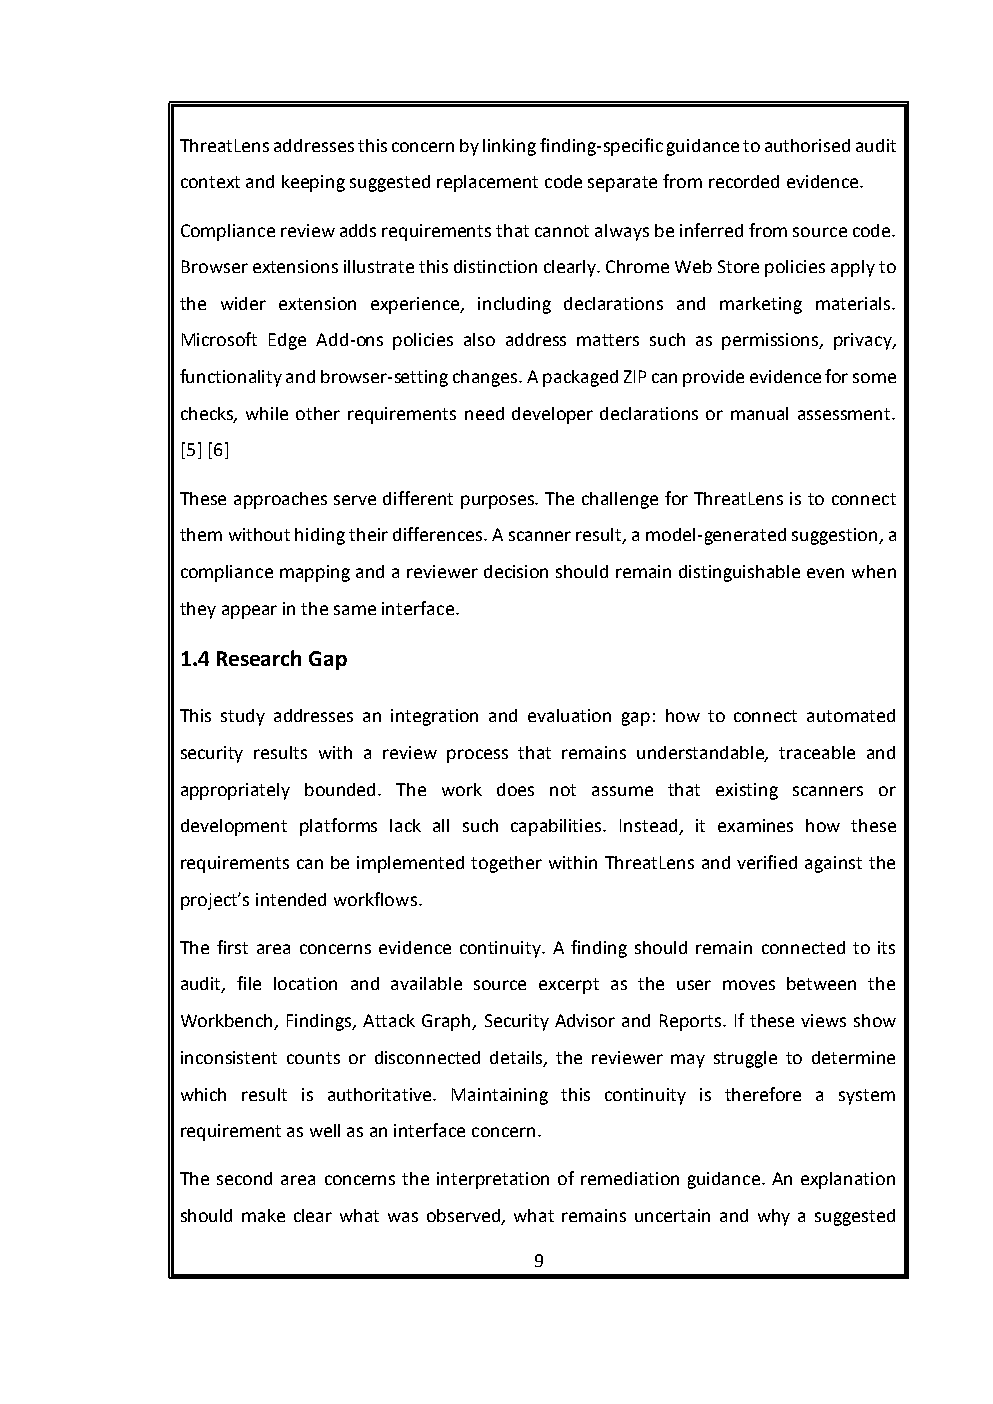 ThreatLens addresses this concern by linking finding-specific guidance to authorised audit
context and keeping suggested replacement code separate from recorded evidence.
Compliance review adds requirements that cannot always be inferred from source code.
Browser extensions illustrate this distinction clearly. Chrome Web Store policies apply to
the wider extension experience, including declarations and marketing materials.
Microsoft Edge Add-ons policies also address matters such as permissions, privacy,
functionality and browser-setting changes. A packaged ZIP can provide evidence for some
checks, while other requirements need developer declarations or manual assessment.
[5] [6]
These approaches serve different purposes. The challenge for ThreatLens is to connect
them without hiding their differences. A scanner result, a model-generated suggestion, a
compliance mapping and a reviewer decision should remain distinguishable even when
they appear in the same interface.
1.4 Research Gap
This study addresses an integration and evaluation gap: how to connect automated
security results with a review process that remains understandable, traceable and
appropriately bounded. The work does not assume that existing scanners or
development platforms lack all such capabilities. Instead, it examines how these
requirements can be implemented together within ThreatLens and verified against the
project’s intended workflows.
The first area concerns evidence continuity. A finding should remain connected to its
audit, file location and available source excerpt as the user moves between the
Workbench, Findings, Attack Graph, Security Advisor and Reports. If these views show
inconsistent counts or disconnected details, the reviewer may struggle to determine
which result is authoritative. Maintaining this continuity is therefore a system
requirement as well as an interface concern.
The second area concerns the interpretation of remediation guidance. An explanation
should make clear what was observed, what remains uncertain and why a suggested
9